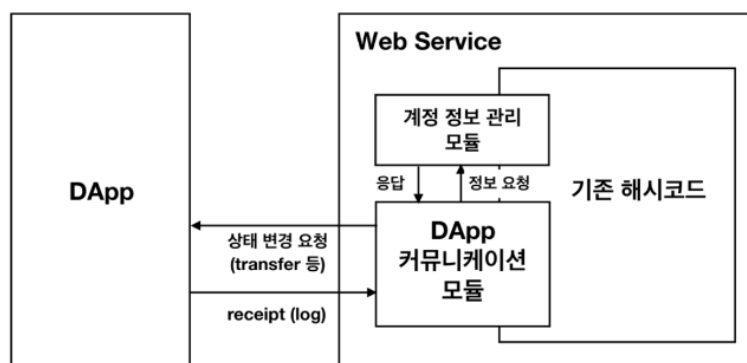 Web Service
계정 정보 관리
모듈
DApp
응답
정보 요청
기존 해시코드
상태 변경 요청
(transfer 등)
DApp
커뮤니케이션
모듈
receipt (log)